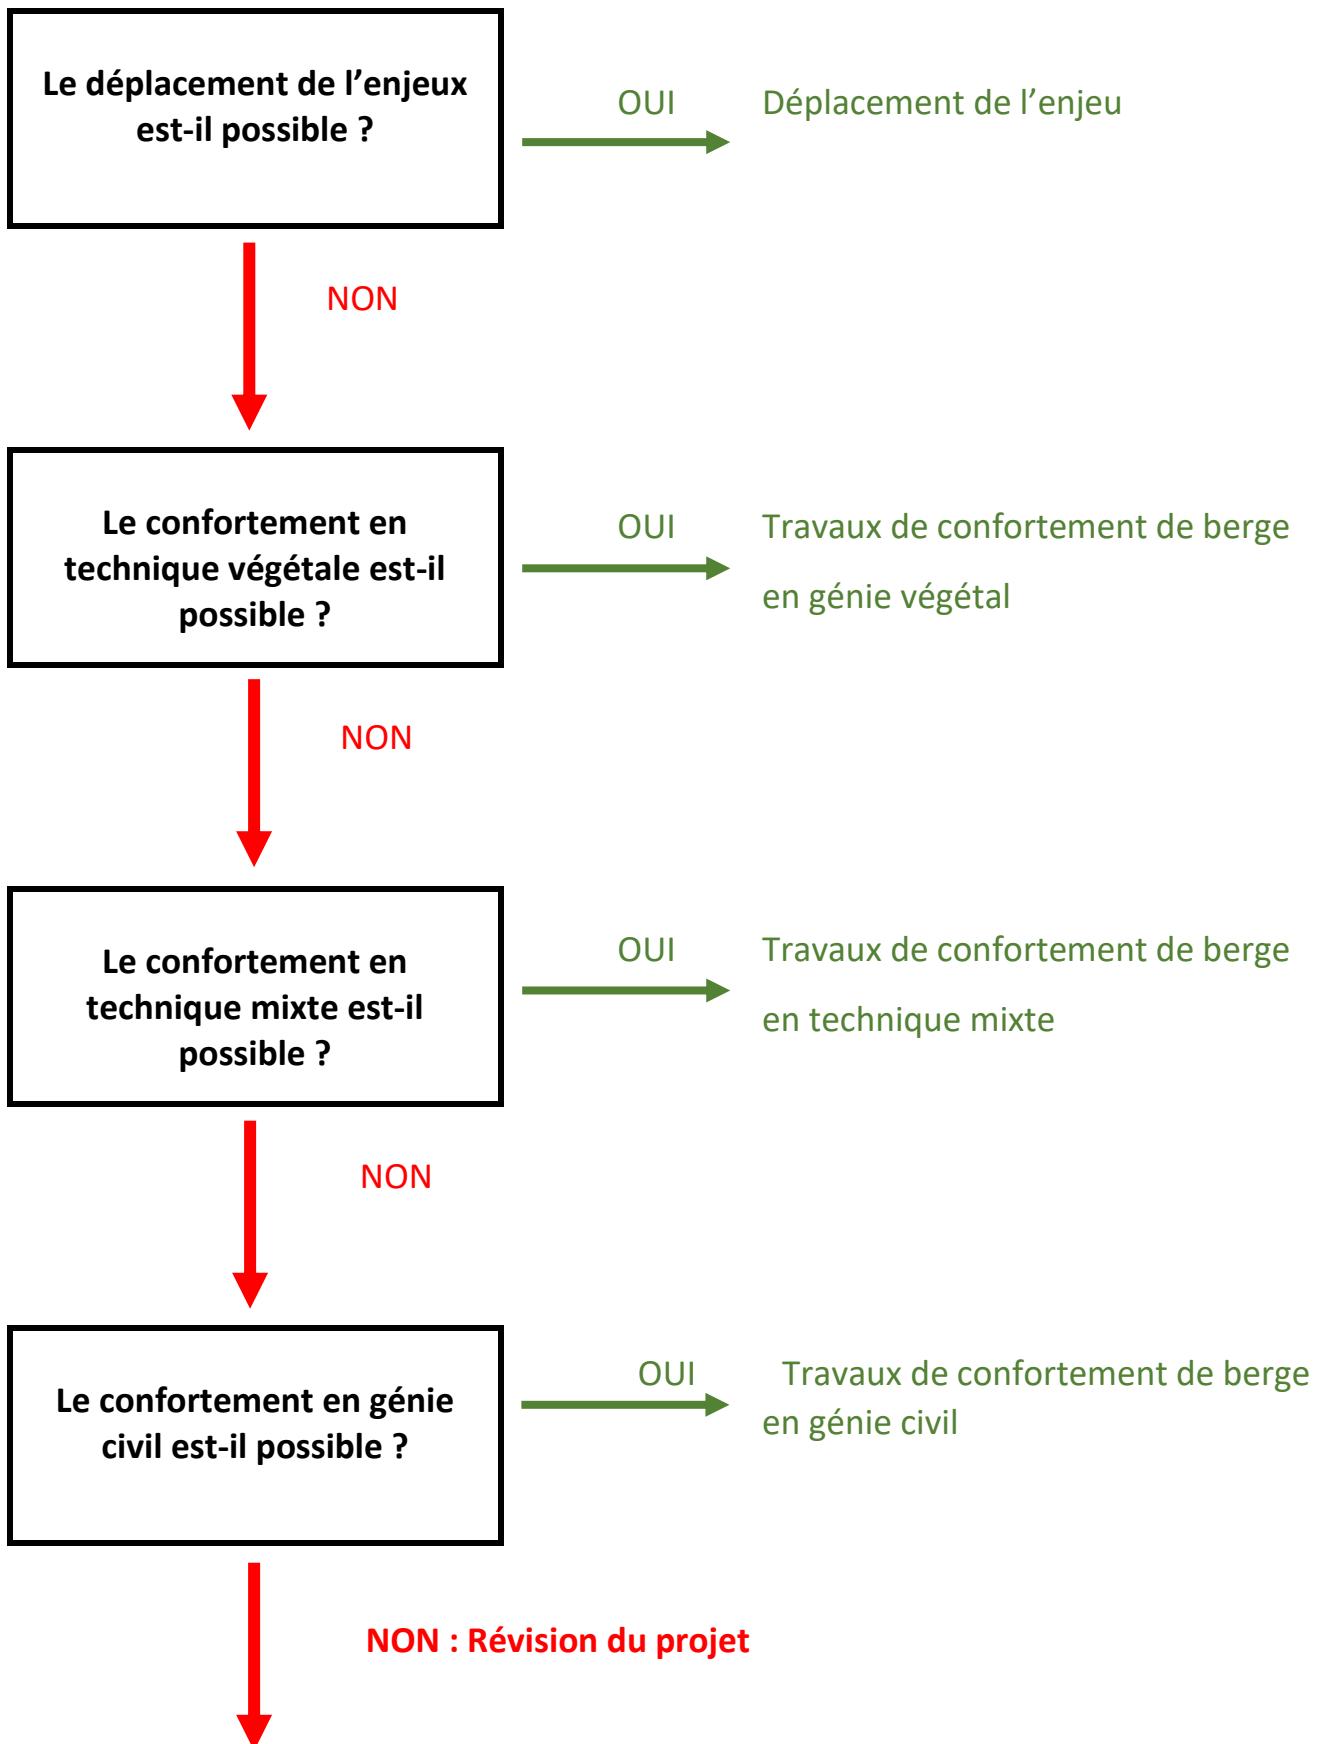 Le déplacement de l’enjeux
est-il possible ?
OUI
Déplacement de l’enjeu
NON
Le confortement en
technique végétale est-il
possible ?
OUI
Travaux de confortement de berge
en génie végétal
NON
Le confortement en
technique mixte est-il
possible ?
OUI
Travaux de confortement de berge
en technique mixte
NON
Le confortement en génie
civil est-il possible ?
OUI
Travaux de confortement de berge
en génie civil
NON : Révision du projet